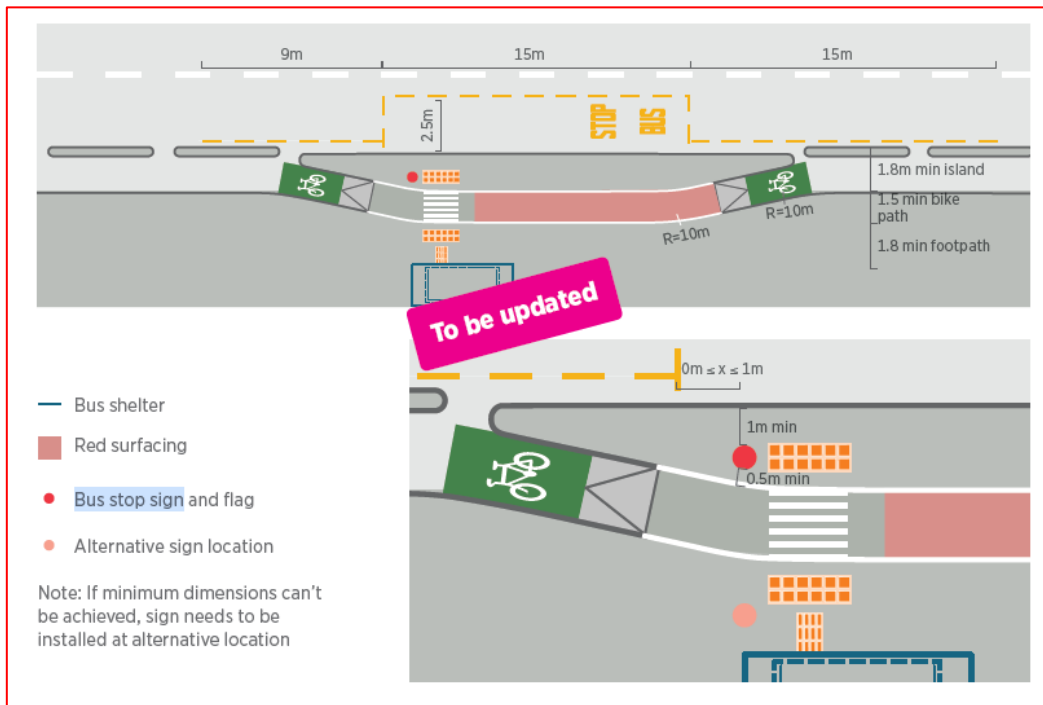 9m
15m
15m
2.5m
STOP
BUS
1.8m min island
1.5 min bike
path
1.8 min footpath
R=10m
R=10m
To be updated
0m ≤ x ≤ 1m
1m min
0.5m min
Bus shelter
Red surfacing
Bus stop sign and flag
Alternative sign location
Note: If minimum dimensions can't
be achieved, sign needs to be
installed at alternative location